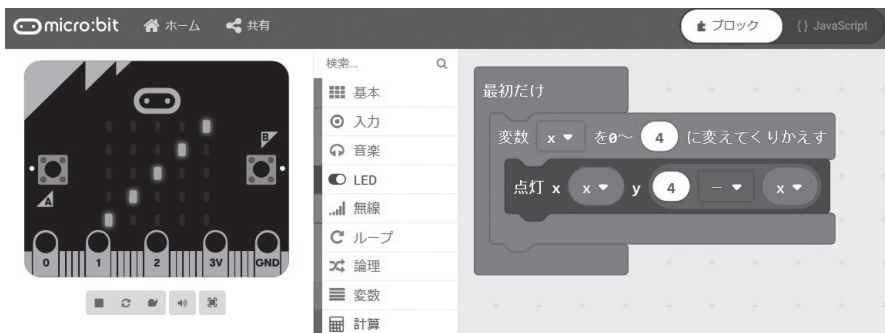 micro:bit ホーム 共有 ブロック {} JavaScript
A
B
0 1 2 3V GND
検索...
基本
入力
音楽
LED
無線
ループ
論理
変数
計算
最初だけ
変数 x を0～ 4 に変えてくりかえす
点灯 x x y 4 - x